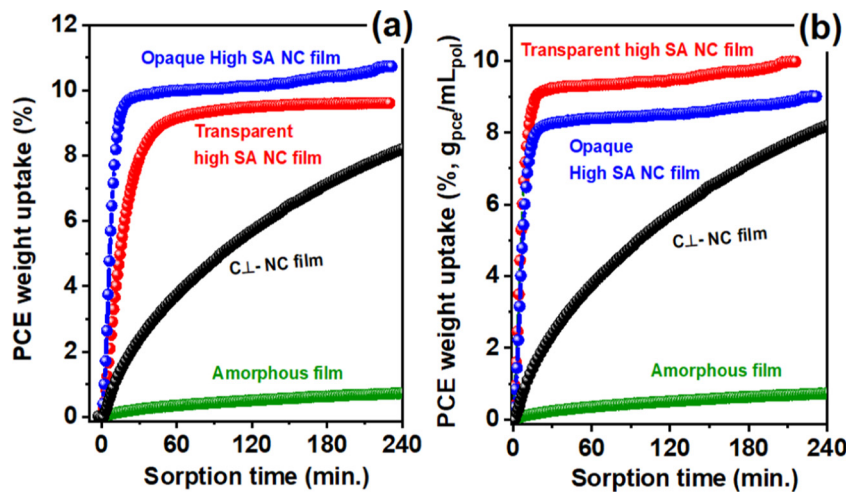 (a)
PCE weight uptake (%)
12
10
8
6
4
2
0
Opaque High SA NC film
Transparent
high SA NC film
C⊥- NC film
Amorphous film
0 60 120 180 240
Sorption time (min.)
(b)
PCE weight uptake (%, gpce/mLpol)
10
8
6
4
2
0
Transparent high SA NC film
Opaque
High SA NC film
C⊥- NC film
Amorphous film
0 60 120 180 240
Sorption time (min.)